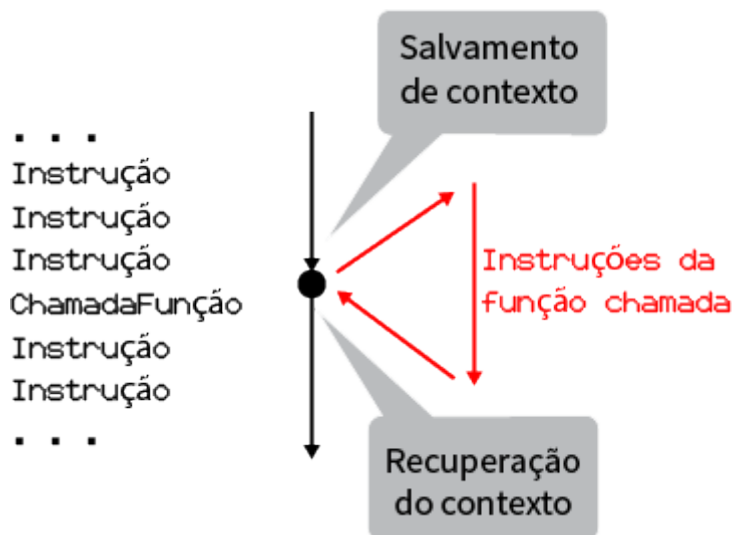 Salvamento
de contexto
. . .
Instrução
Instrução
Instrução
ChamadaFunção
Instrução
Instrução
. . .
Instruções da
função chamada
Recuperação
do contexto